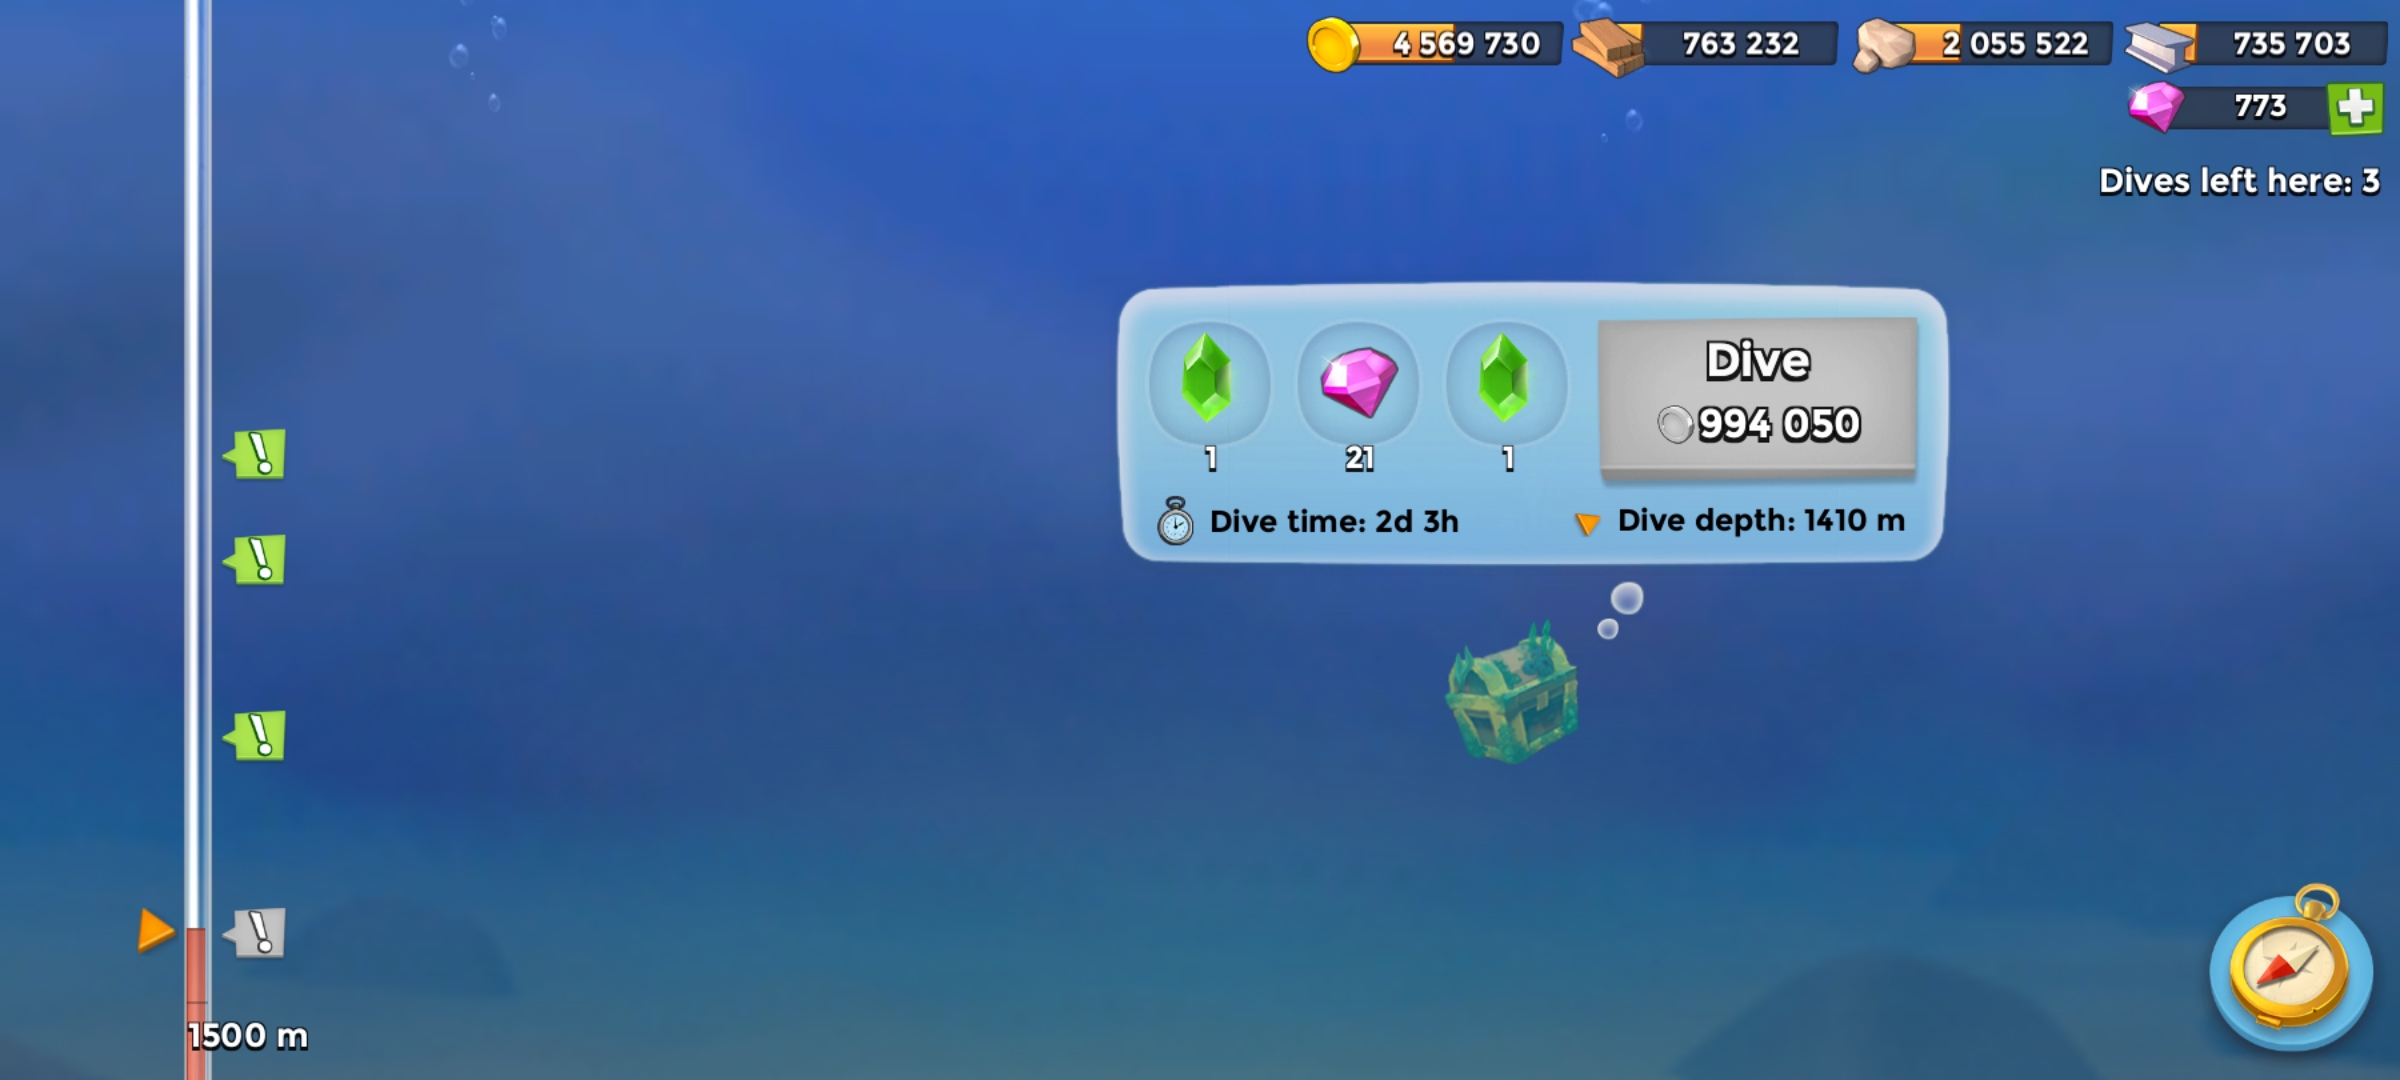 4 569 730
763 232
2 055 522
735 703
773
Dives left here: 3
1
21
1
Dive
994 050
Dive time: 2d 3h
Dive depth: 1410 m
!
!
!
!
1500 m